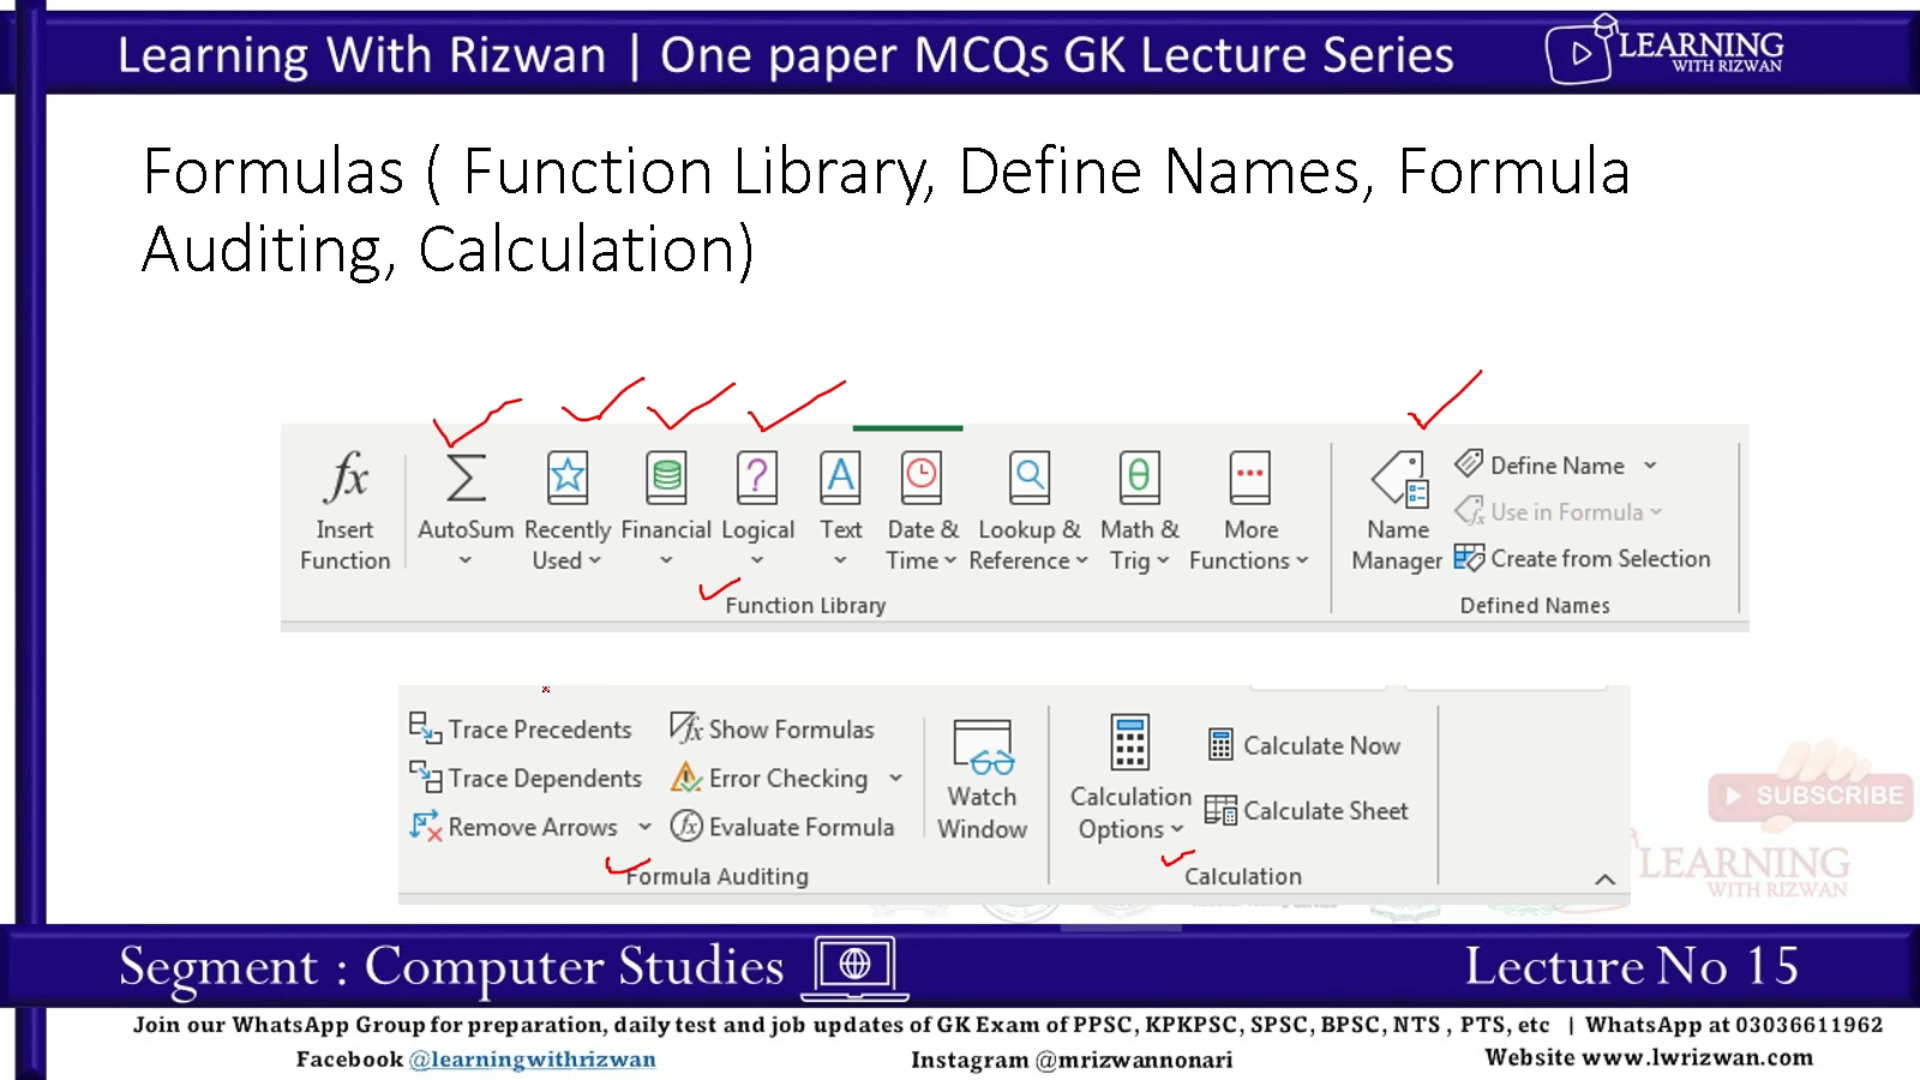 Learning With Rizwan | One paper MCQs GK Lecture Series
LEARNING
WITH RIZWAN
Formulas ( Function Library, Define Names, Formula
Auditing, Calculation)
fx
Insert
Function
AutoSum
Recently
Used
Financial
Logical
Text
Date &
Time
Lookup &
Reference
Math &
Trig
More
Functions
Function Library
Name
Manager
Define Name
Use in Formula
Create from Selection
Defined Names
Trace Precedents
Trace Dependents
Remove Arrows
Show Formulas
Error Checking
Evaluate Formula
Watch
Window
Formula Auditing
Calculation
Options
Calculate Now
Calculate Sheet
Calculation
SUBSCRIBE
LEARNING
WITH RIZWAN
Segment : Computer Studies
Lecture No 15
Join our WhatsApp Group for preparation, daily test and job updates of GK Exam of PPSC, KPKPSC, SPSC, BPSC, NTS , PTS, etc | WhatsApp at 03036611962
Facebook @learningwithrizwan
Instagram @mrizwannonari
Website www.lwrizwan.com